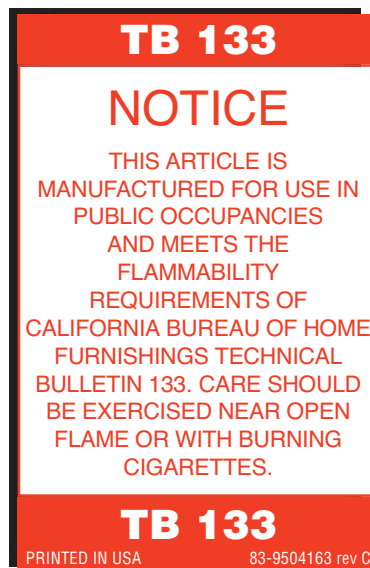 TB 133
NOTICE
THIS ARTICLE IS
MANUFACTURED FOR USE IN
PUBLIC OCCUPANCIES
AND MEETS THE
FLAMMABILITY
REQUIREMENTS OF
CALIFORNIA BUREAU OF HOME
FURNISHINGS TECHNICAL
BULLETIN 133. CARE SHOULD
BE EXERCISED NEAR OPEN
FLAME OR WITH BURNING
CIGARETTES.
TB 133
PRINTED IN USA 83-9504163 rev C